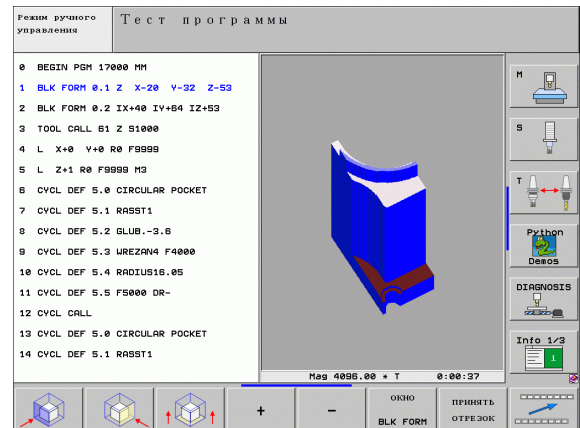 Режим ручного
управления
Тест программы
0 BEGIN PGM 17000 MM
1 BLK FORM 0.1 Z X-20 Y-32 Z-53
2 BLK FORM 0.2 IX+40 IY+64 IZ+53
3 TOOL CALL 61 Z S1000
4 L X+0 Y+0 R0 F9999
5 L Z+1 R0 F9999 M3
6 CYCL DEF 5.0 CIRCULAR POCKET
7 CYCL DEF 5.1 RASST1
8 CYCL DEF 5.2 GLUB.-3.6
9 CYCL DEF 5.3 WREZAN4 F4000
10 CYCL DEF 5.4 RADIUS16.05
11 CYCL DEF 5.5 F5000 DR-
12 CYCL CALL
13 CYCL DEF 5.0 CIRCULAR POCKET
14 CYCL DEF 5.1 RASST1
Mag 4096.00 * T 0:00:37
M
S
T
Python
Demos
DIAGNOSIS
Info 1/3
i
+
-
ОКНО
BLK FORM
ПРИНЯТЬ
ОТРЕЗОК